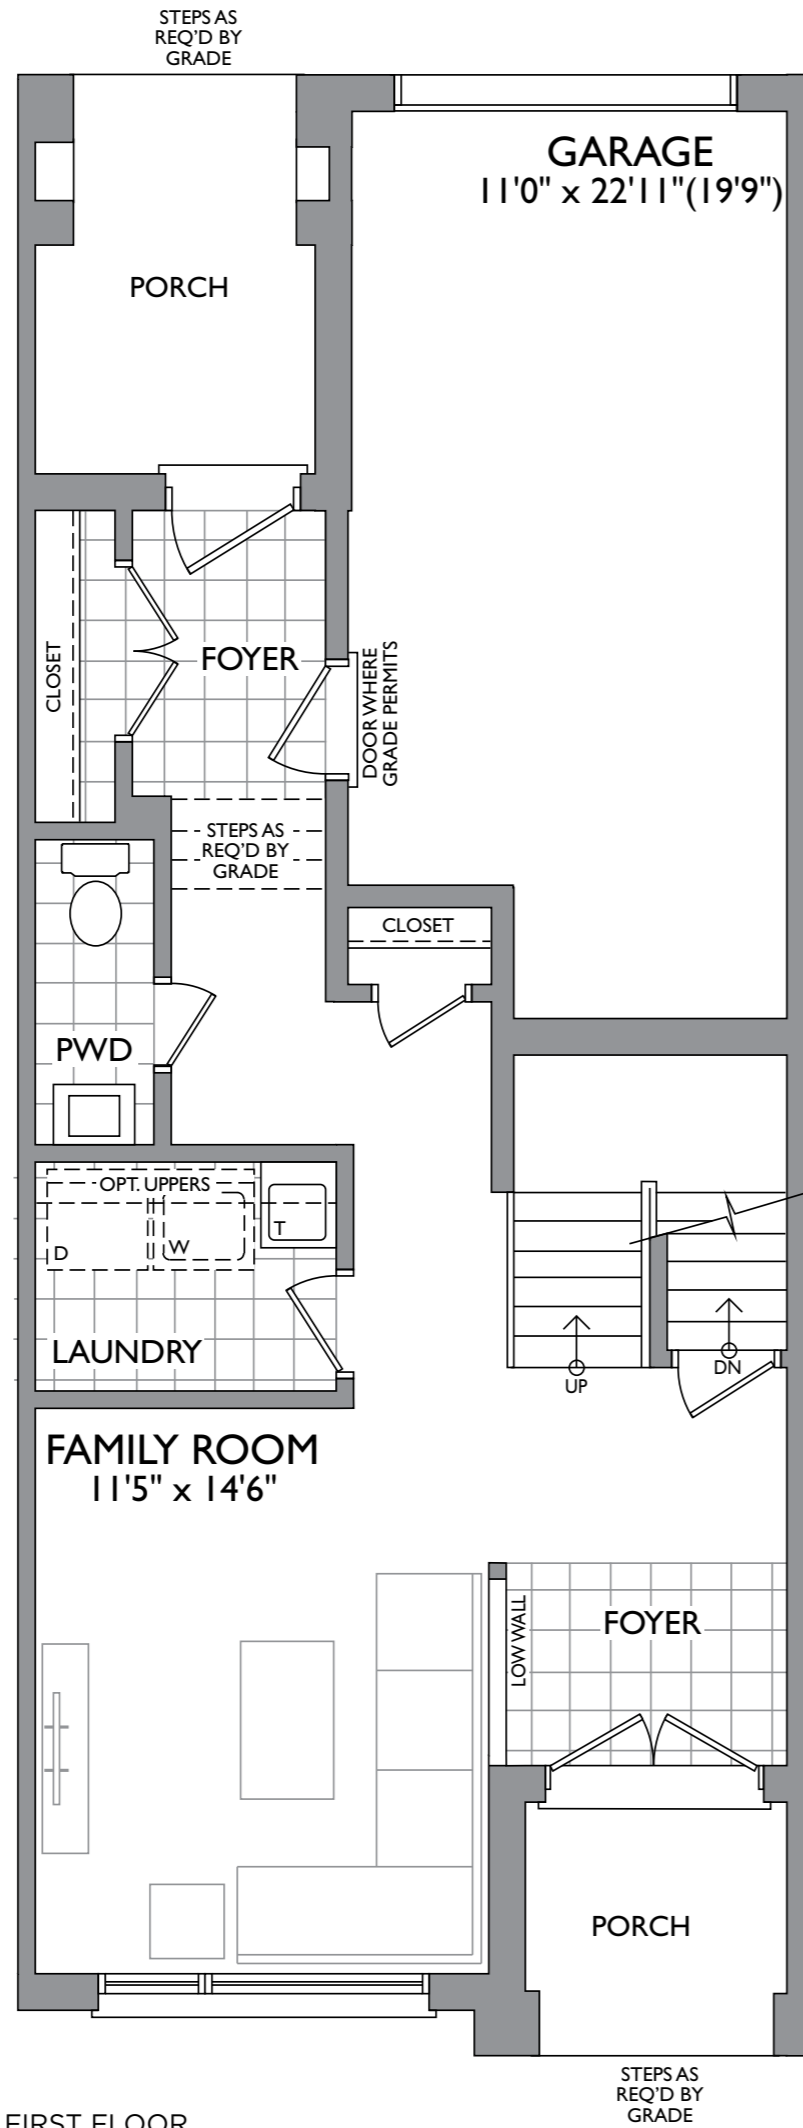 STEPS AS
REQ'D BY
GRADE
GARAGE
11'0" x 22'11"(19'9")
PORCH
CLOSET
FOYER
DOOR WHERE
GRADE PERMITS
STEPS AS
REQ'D BY
GRADE
CLOSET
PWD
OPT. UPPERS
D
W
T
LAUNDRY
UP
DN
FAMILY ROOM
11'5" x 14'6"
LOW WALL
FOYER
PORCH
STEPS AS
REQ'D BY
GRADE
FIRST FLOOR